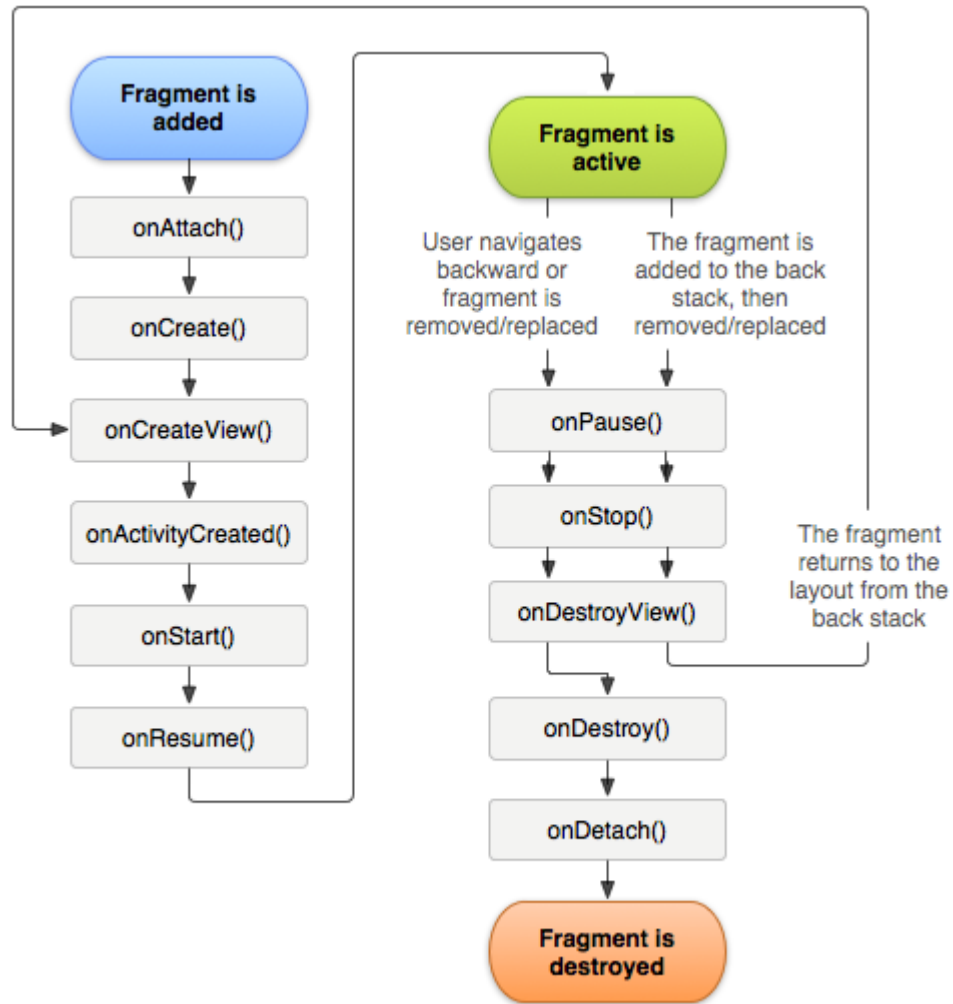 Fragment is
added
onAttach()
onCreate()
onCreateView()
onActivityCreated()
onStart()
onResume()
Fragment is
active
User navigates
backward or
fragment is
removed/replaced
The fragment is
added to the back
stack, then
removed/replaced
onPause()
onStop()
onDestroyView()
The fragment
returns to the
layout from the
back stack
onDestroy()
onDetach()
Fragment is
destroyed